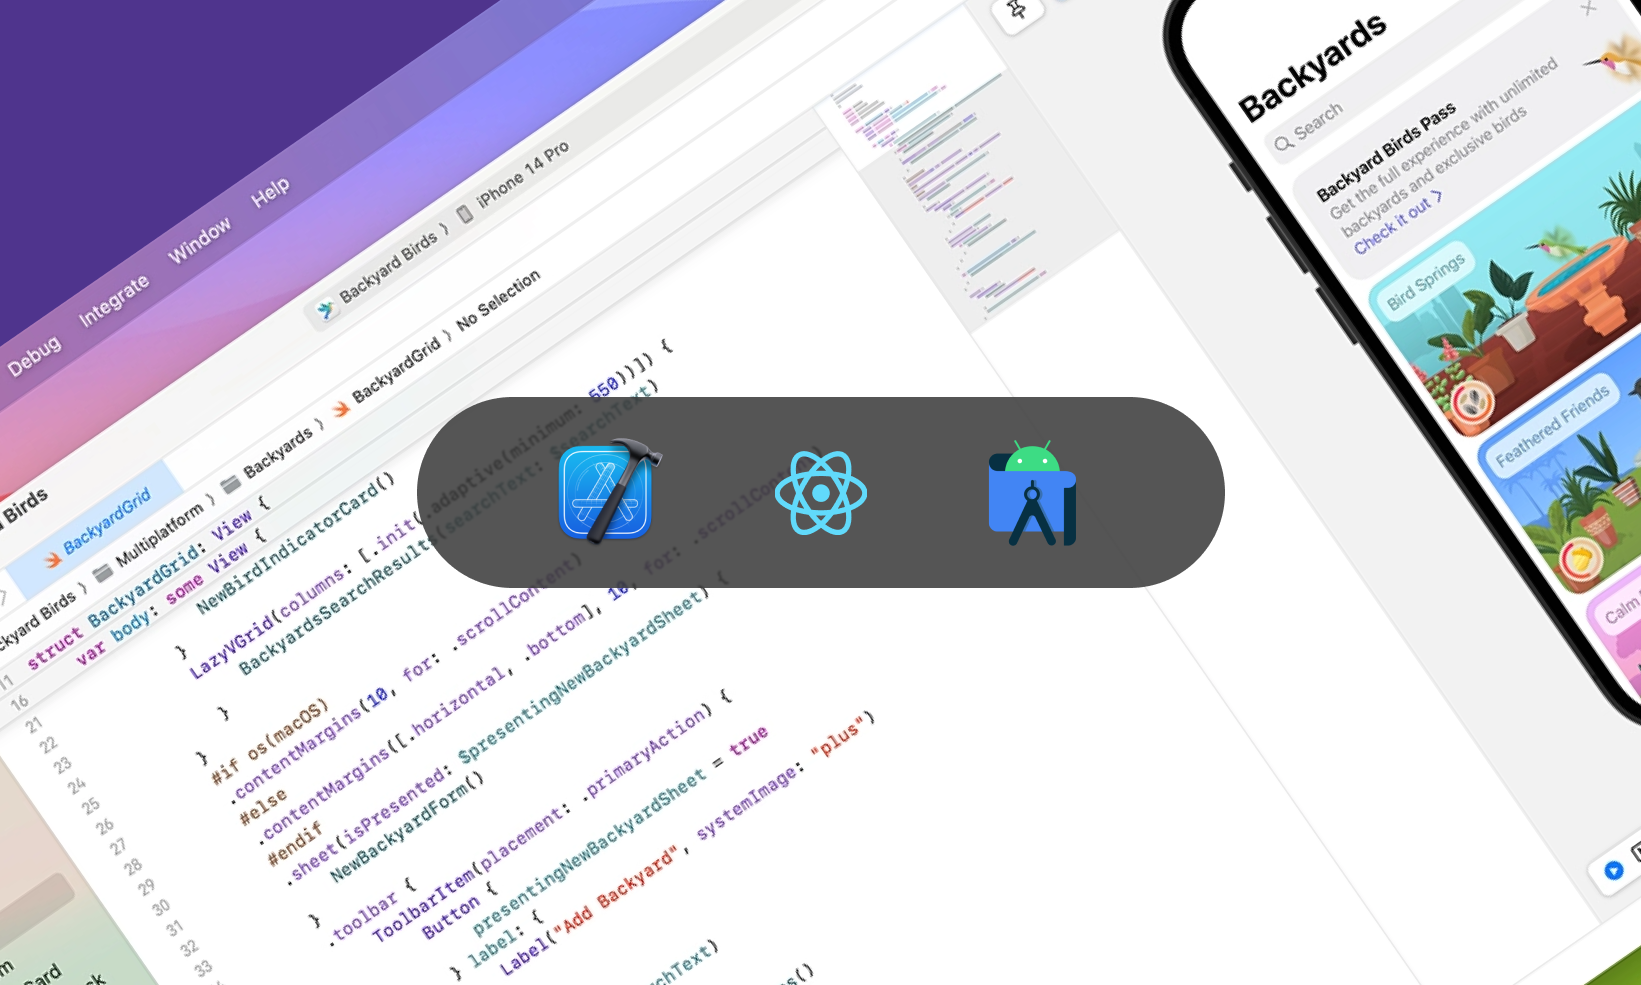 Debug Integrate Window Help
Backyard Birds 〉 iPhone 14 Pro
Birds
BackyardGrid
Birds 〉 Multiplatform 〉 Backyards 〉 BackyardGrid 〉 No Selection
11 struct BackyardGrid: View {
16 var body: some View {
21 NewBirdIndicatorCard()
22 }
23 LazyVGrid(columns: [.init(.adaptive(minimum: 550))]) {
24 BackyardsSearchResults(searchText: $searchText)
25 }
26 }
27 #if os(macOS)
28 .contentMargins(10, for: .scrollContent)
29 #else
30 .contentMargins([.horizontal, .bottom], 10, for: .scrollContent)
31 #endif
32 .sheet(isPresented: $presentingNewBackyardSheet) {
33 NewBackyardForm()
}
.toolbar {
ToolbarItem(placement: .primaryAction) {
Button {
presentingNewBackyardSheet = true
} label: {
Label("Add Backyard", systemImage: "plus")
Backyards
Search
Backyard Birds Pass
Get the full experience with unlimited
backyards and exclusive birds
Check it out 〉
Bird Springs
Feathered Friends
Calm